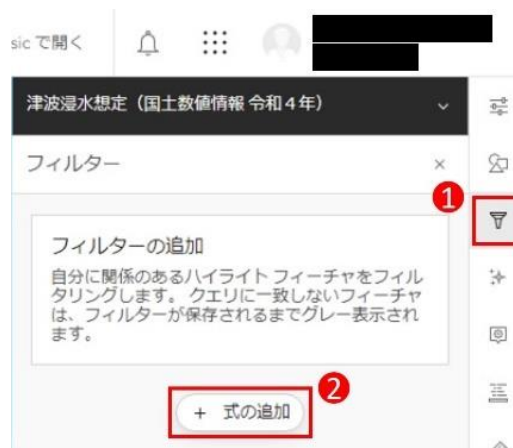 sic で開く
津波浸水想定（国土数値情報 令和４年）
フィルター
1
フィルターの追加
自分に関係のあるハイライト フィーチャをフィル
タリングします。 クエリに一致しないフィーチャ
は、フィルターが保存されるまでグレー表示され
ます。
2
+ 式の追加